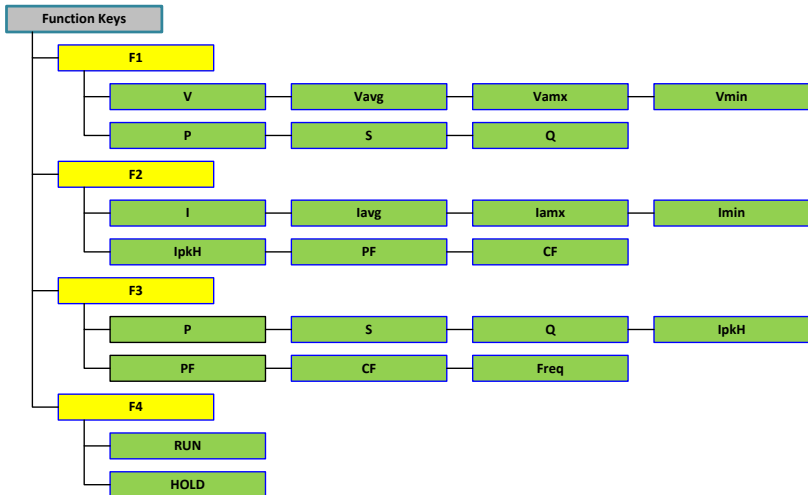 Function Keys
F1
V Vavg Vamx Vmin
P S Q
F2
I Iavg Iamx Imin
IpkH PF CF
F3
P S Q IpkH
PF CF Freq
F4
RUN
HOLD